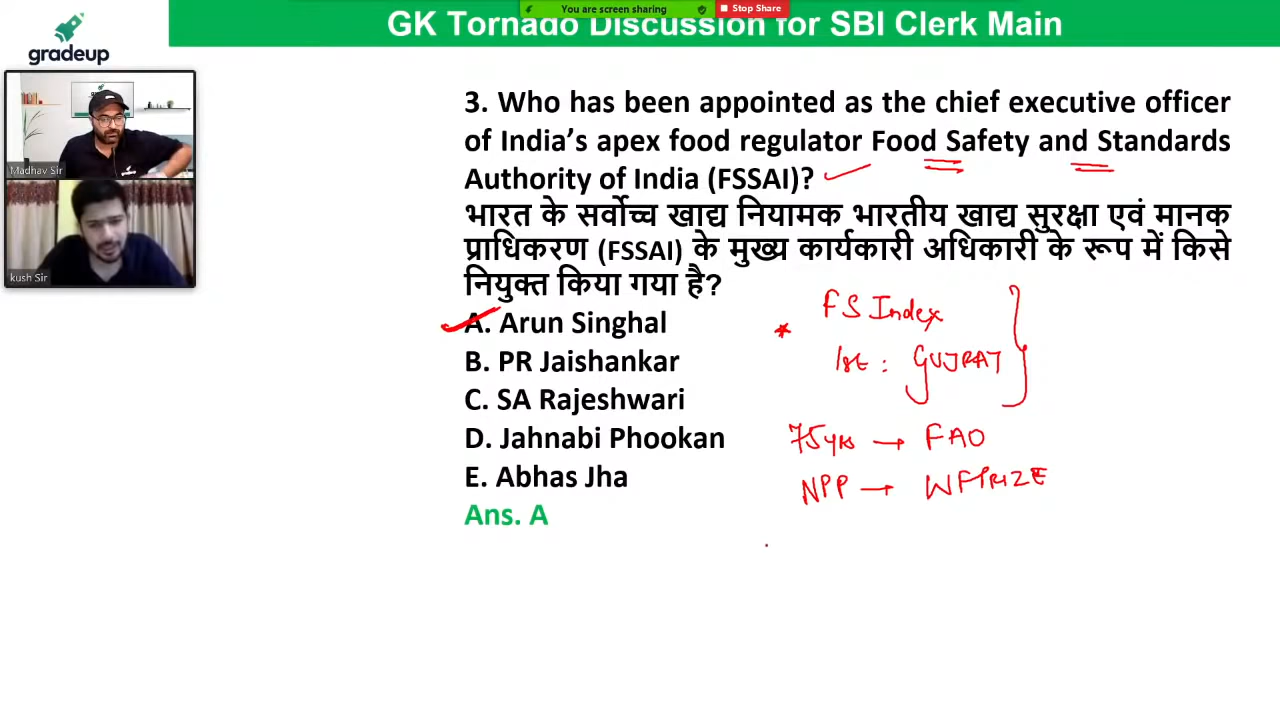 GK Tornado Discussion for SBI Clerk Main
You are screen sharing
Stop Share
gradeup
Madhav Sir
kush Sir
3. Who has been appointed as the chief executive officer
of India's apex food regulator Food Safety and Standards
Authority of India (FSSAI)?
भारत के सर्वोच्च खाद्य नियामक भारतीय खाद्य सुरक्षा एवं मानक
प्राधिकरण (FSSAI) के मुख्य कार्यकारी अधिकारी के रूप में किसे
नियुक्त किया गया है?
A. Arun Singhal
B. PR Jaishankar
C. SA Rajeshwari
D. Jahnabi Phookan
E. Abhas Jha
Ans. A
FS Index
1st : GUJRAT
75yrs → FAO
NPP → WFPRIZE